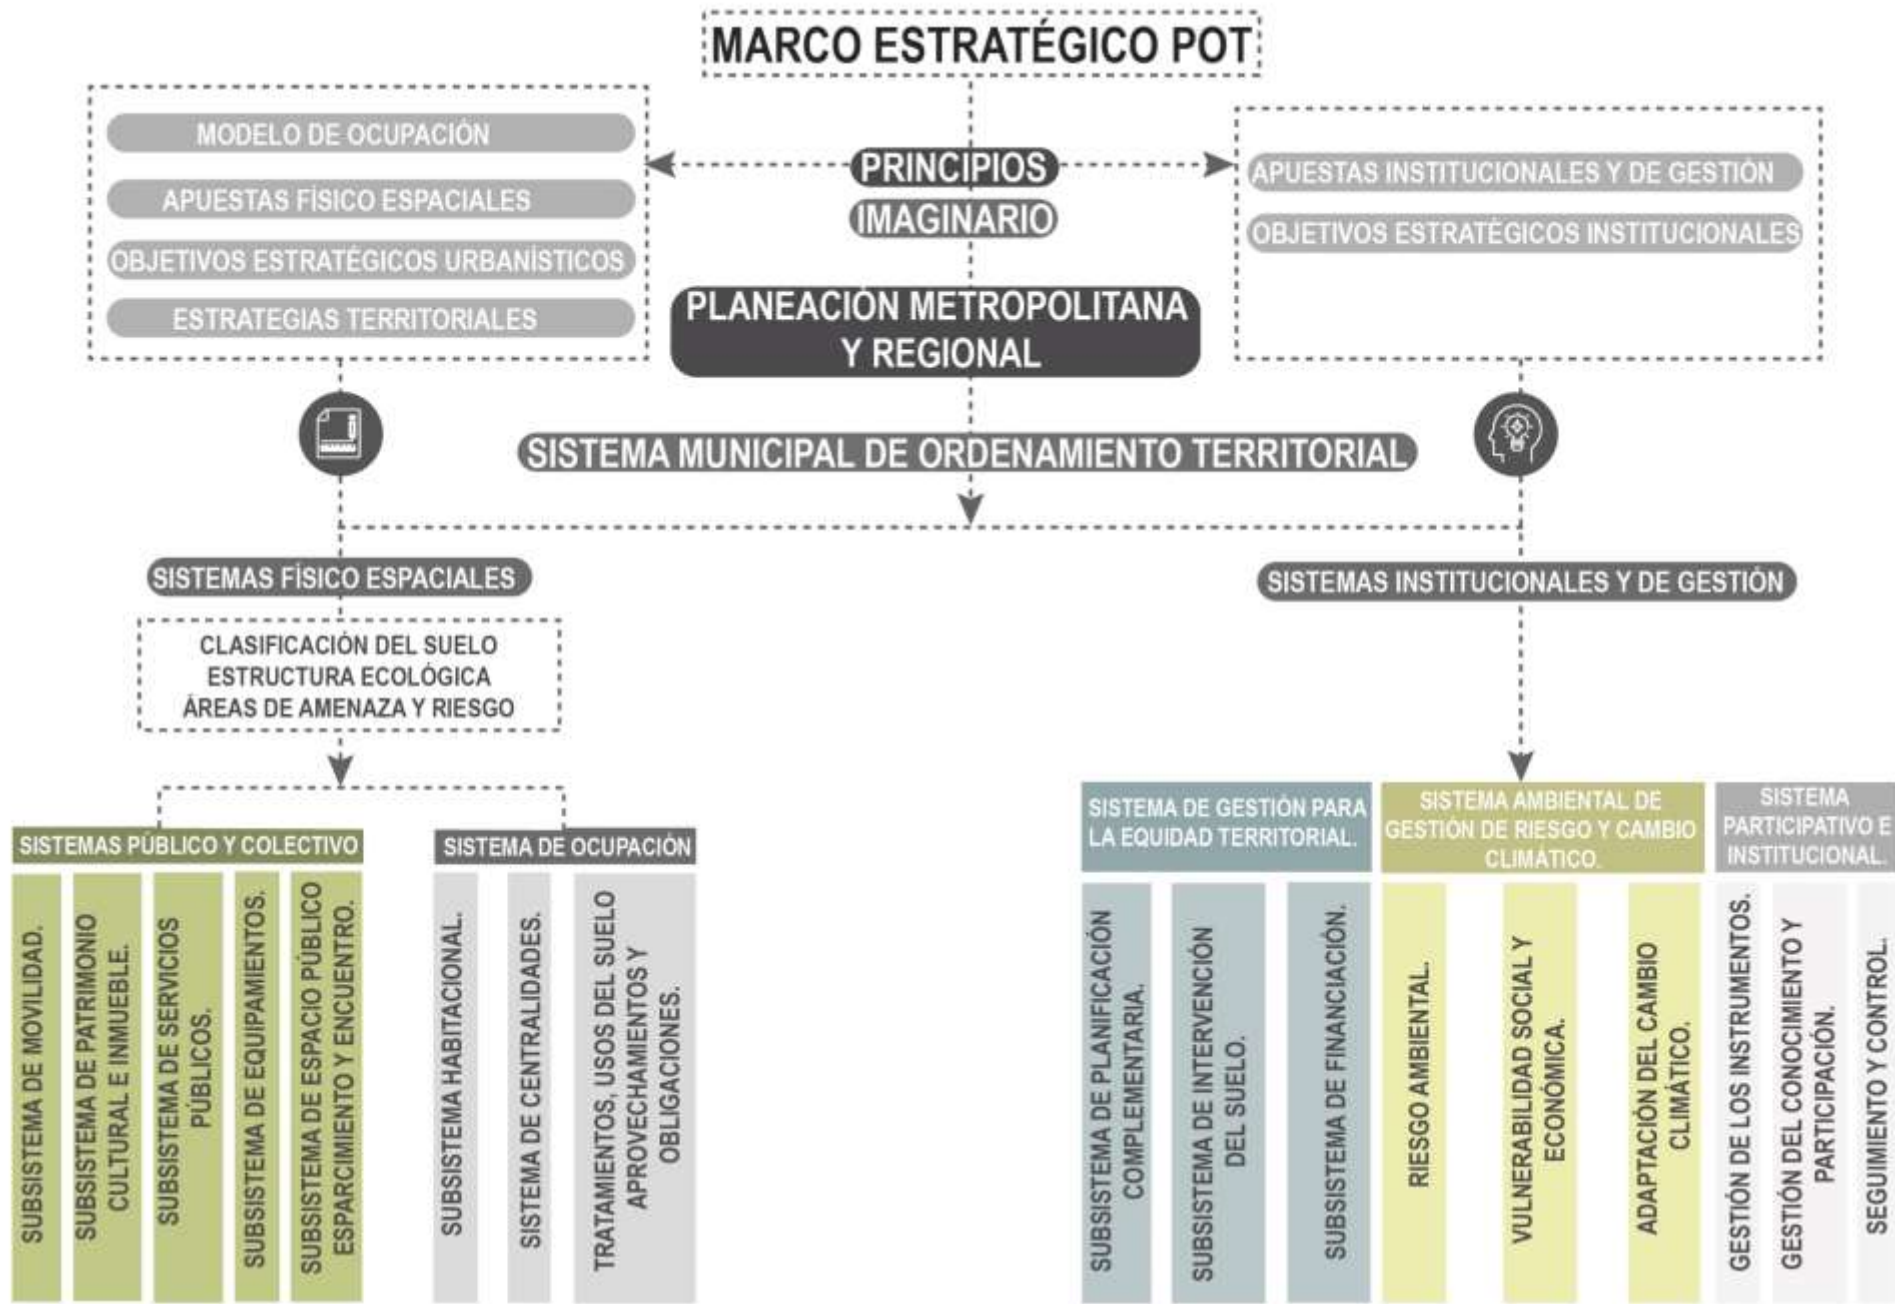 MARCO ESTRATÉGICO POT
MODELO DE OCUPACIÓN
APUESTAS FÍSICO ESPACIALES
OBJETIVOS ESTRATÉGICOS URBANÍSTICOS
ESTRATEGIAS TERRITORIALES
PRINCIPIOS
IMAGINARIO
APUESTAS INSTITUCIONALES Y DE GESTIÓN
OBJETIVOS ESTRATÉGICOS INSTITUCIONALES
PLANEACIÓN METROPOLITANA
Y REGIONAL
SISTEMA MUNICIPAL DE ORDENAMIENTO TERRITORIAL
SISTEMAS FÍSICO ESPACIALES
SISTEMAS INSTITUCIONALES Y DE GESTIÓN
CLASIFICACIÓN DEL SUELO
ESTRUCTURA ECOLÓGICA
ÁREAS DE AMENAZA Y RIESGO
SISTEMAS PÚBLICO Y COLECTIVO
SUBSISTEMA DE MOVILIDAD.
SUBSISTEMA DE PATRIMONIO
CULTURAL E INMUEBLE.
SUBSISTEMA DE SERVICIOS
PÚBLICOS.
SUBSISTEMA DE EQUIPAMIENTOS.
SUBSISTEMA DE ESPACIO PÚBLICO
ESPARCIMIENTO Y ENCUENTRO.
SISTEMA DE OCUPACIÓN
SUBSISTEMA HABITACIONAL.
SISTEMA DE CENTRALIDADES.
TRATAMIENTOS, USOS DEL SUELO
APROVECHAMIENTOS Y
OBLIGACIONES.
SISTEMA DE GESTIÓN PARA
LA EQUIDAD TERRITORIAL.
SUBSISTEMA DE PLANIFICACIÓN
COMPLEMENTARIA.
SUBSISTEMA DE INTERVENCIÓN
DEL SUELO.
SUBSISTEMA DE FINANCIACIÓN.
SISTEMA AMBIENTAL DE
GESTIÓN DE RIESGO Y CAMBIO
CLIMÁTICO.
RIESGO AMBIENTAL.
VULNERABILIDAD SOCIAL Y
ECONÓMICA.
ADAPTACIÓN DEL CAMBIO
CLIMÁTICO.
SISTEMA
PARTICIPATIVO E
INSTITUCIONAL.
GESTIÓN DE LOS INSTRUMENTOS.
GESTIÓN DEL CONOCIMIENTO Y
PARTICIPACIÓN.
SEGUIMIENTO Y CONTROL.